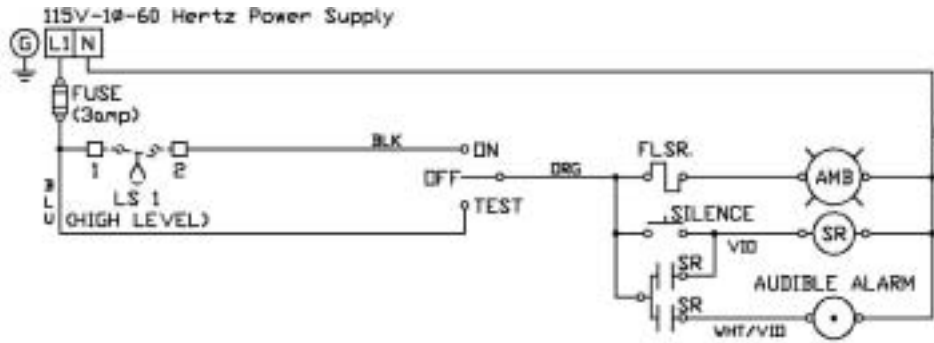 115V-1Ø-60 Hertz Power Supply
G L1 N
FUSE
(3amp)
BLK
ON
FLSR.
1 2
OFF
ORG
AMB
LS 1
TEST
BLU
(HIGH LEVEL)
SILENCE
VIO
SR
SR
AUDIBLE ALARM
SR
WHT/VIO